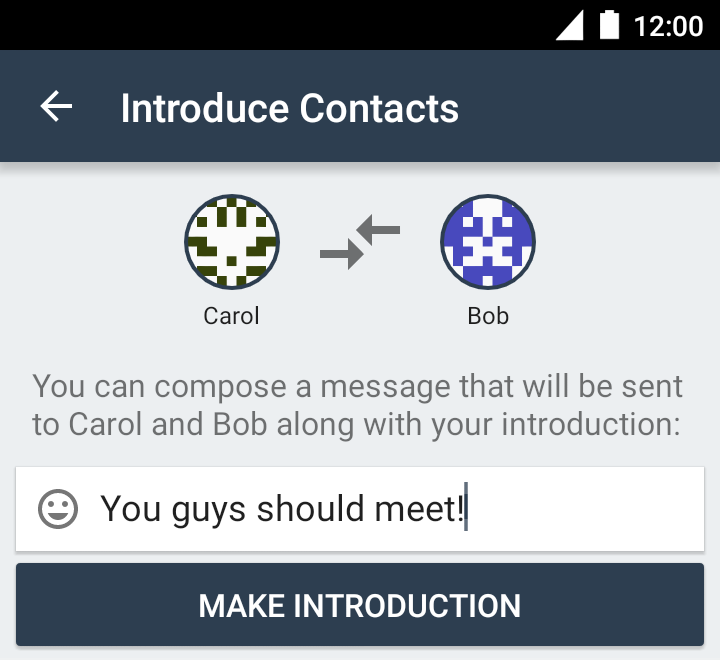 12:00
Introduce Contacts
Carol
Bob
You can compose a message that will be sent
to Carol and Bob along with your introduction:
You guys should meet!
MAKE INTRODUCTION